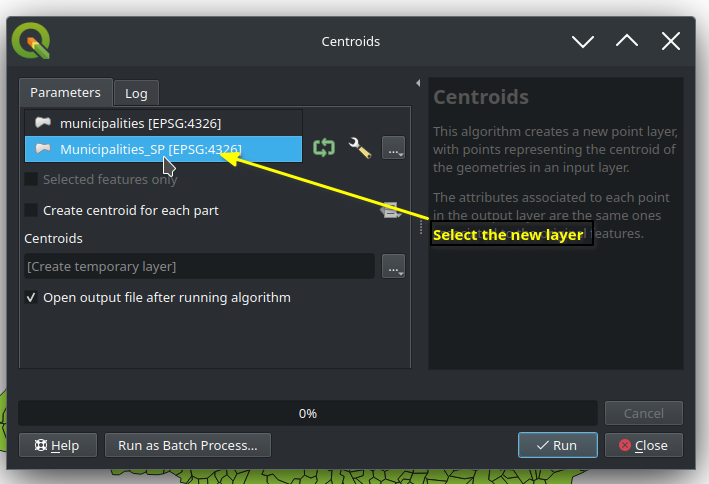 Centroids
Parameters
Log
municipalities [EPSG:4326]
Municipalities_SP [EPSG:4326]
...
Selected features only
Create centroid for each part
Centroids
[Create temporary layer]
...
Open output file after running algorithm
Centroids
This algorithm creates a new point layer,
with points representing the centroid of
the geometries in an input layer.
The attributes associated to each point
in the output layer are the same ones
features.
Select the new layer
0%
Cancel
Help
Run as Batch Process...
Run
Close